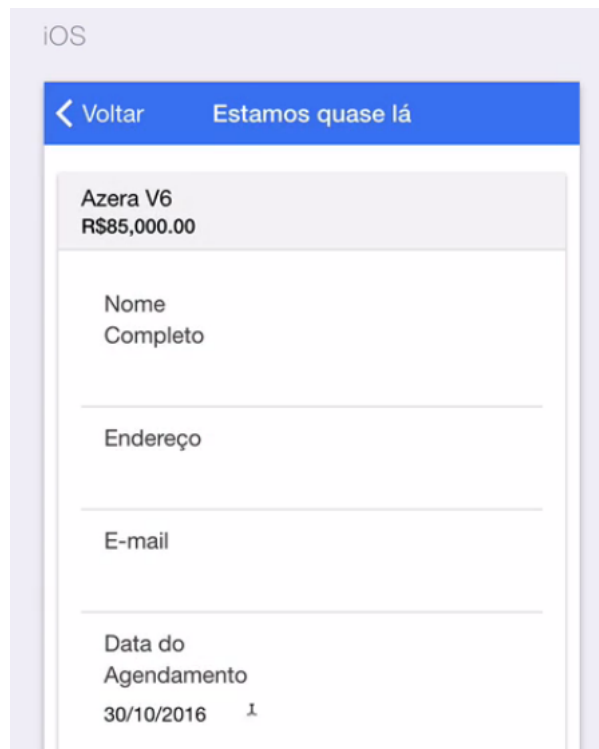 iOS
Voltar Estamos quase lá
Azera V6
R$85,000.00
Nome
Completo
Endereço
E-mail
Data do
Agendamento
30/10/2016